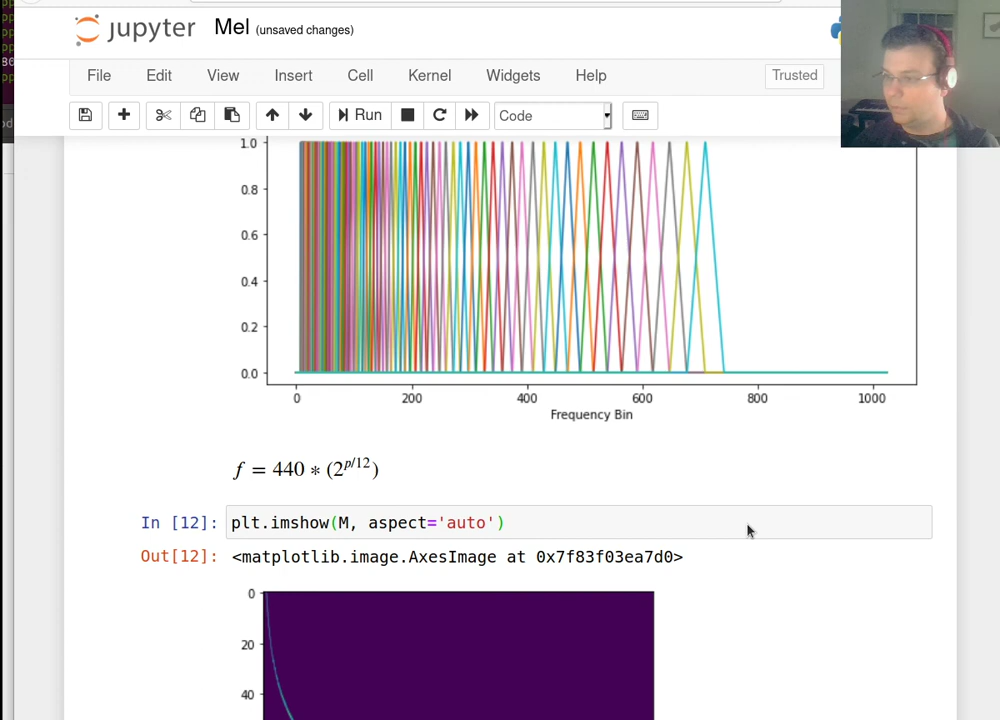 jupyter Mel (unsaved changes)
File Edit View Insert Cell Kernel Widgets Help Trusted
Run Code
1.0
0.8
0.6
0.4
0.2
0.0
0 200 400 600 800 1000
Frequency Bin
f = 440 ∗ (2^{p/12})
In [12]: plt.imshow(M, aspect='auto')
Out[12]: <matplotlib.image.AxesImage at 0x7f83f03ea7d0>
0
20
40